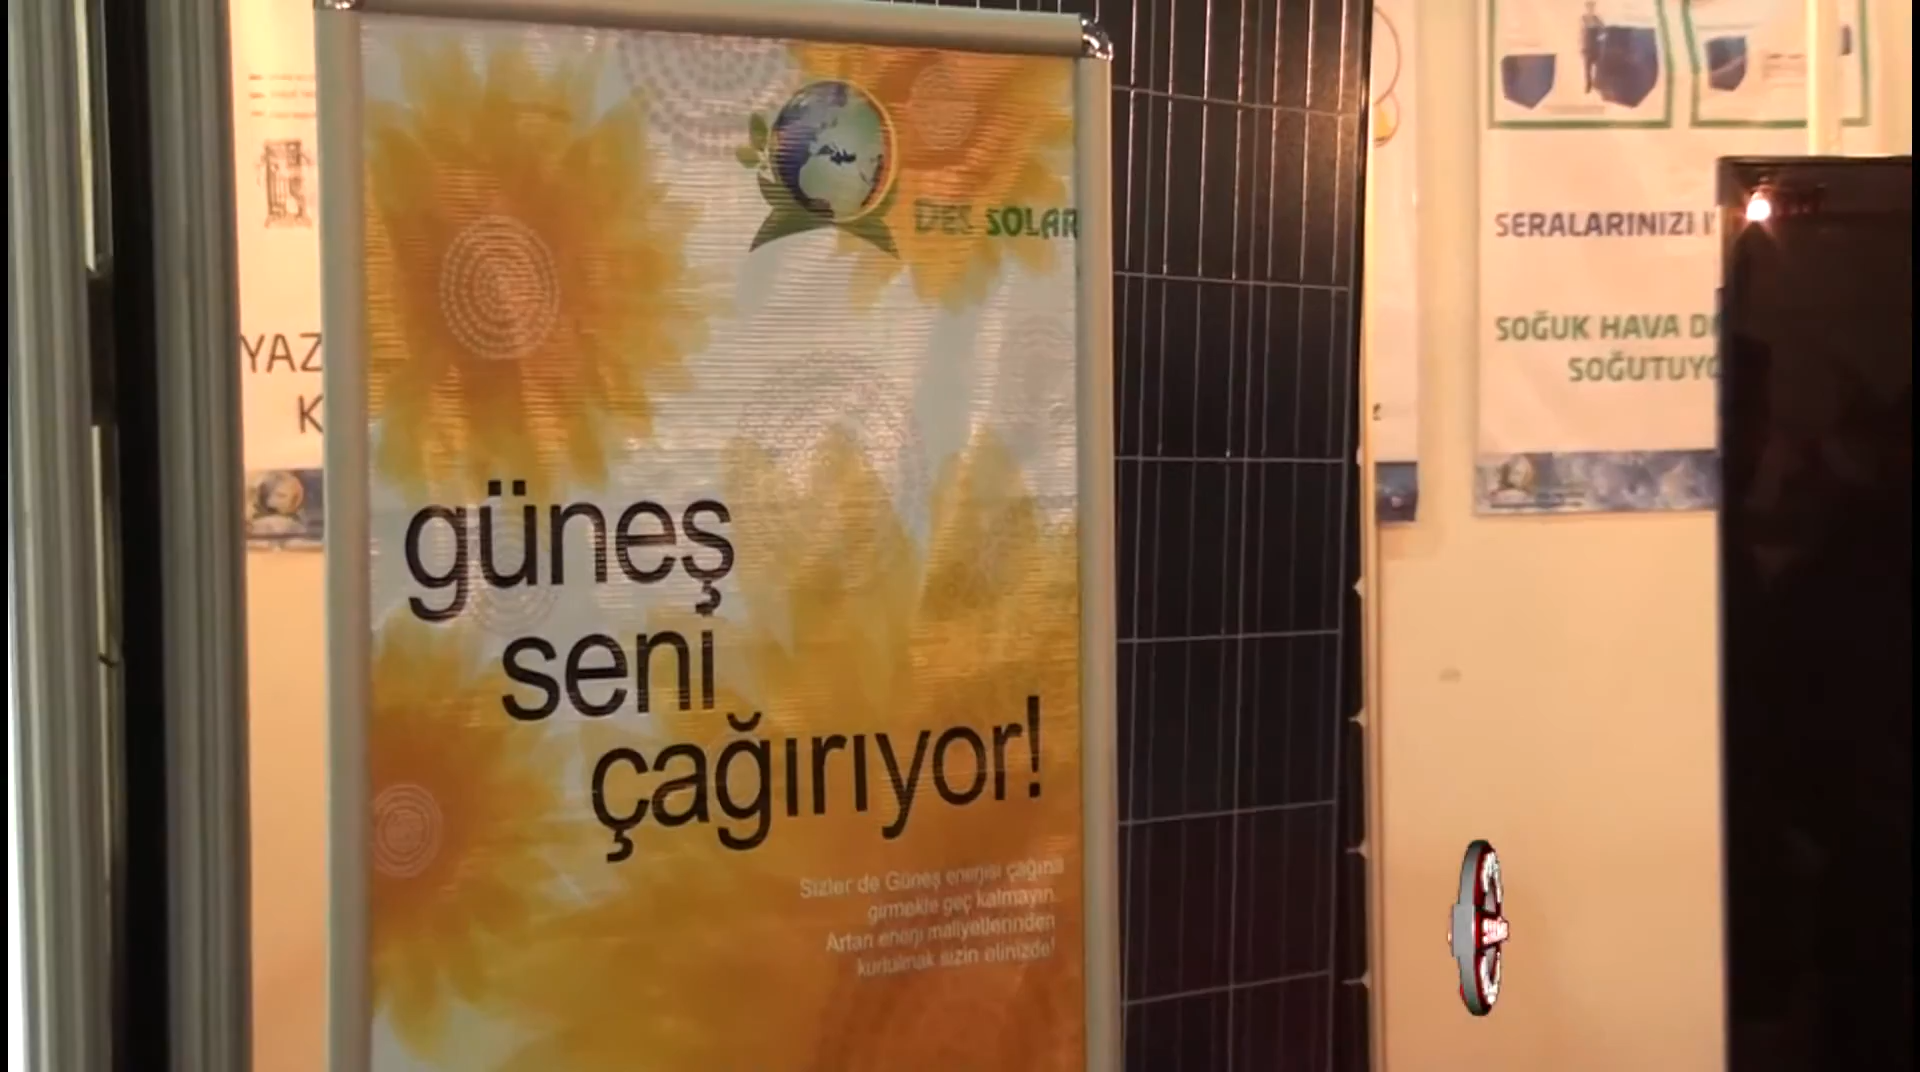 DES SOLAR
güneş
seni
çağırıyor!
Sizler de Güneş enerjisi çağına
girmekte geç kalmayın.
Artan enerji maliyetlerinden
kurtulmak sizin elinizde!
YAZ
K
SERALARINIZI I
SOĞUK HAVA D
SOĞUTUYO